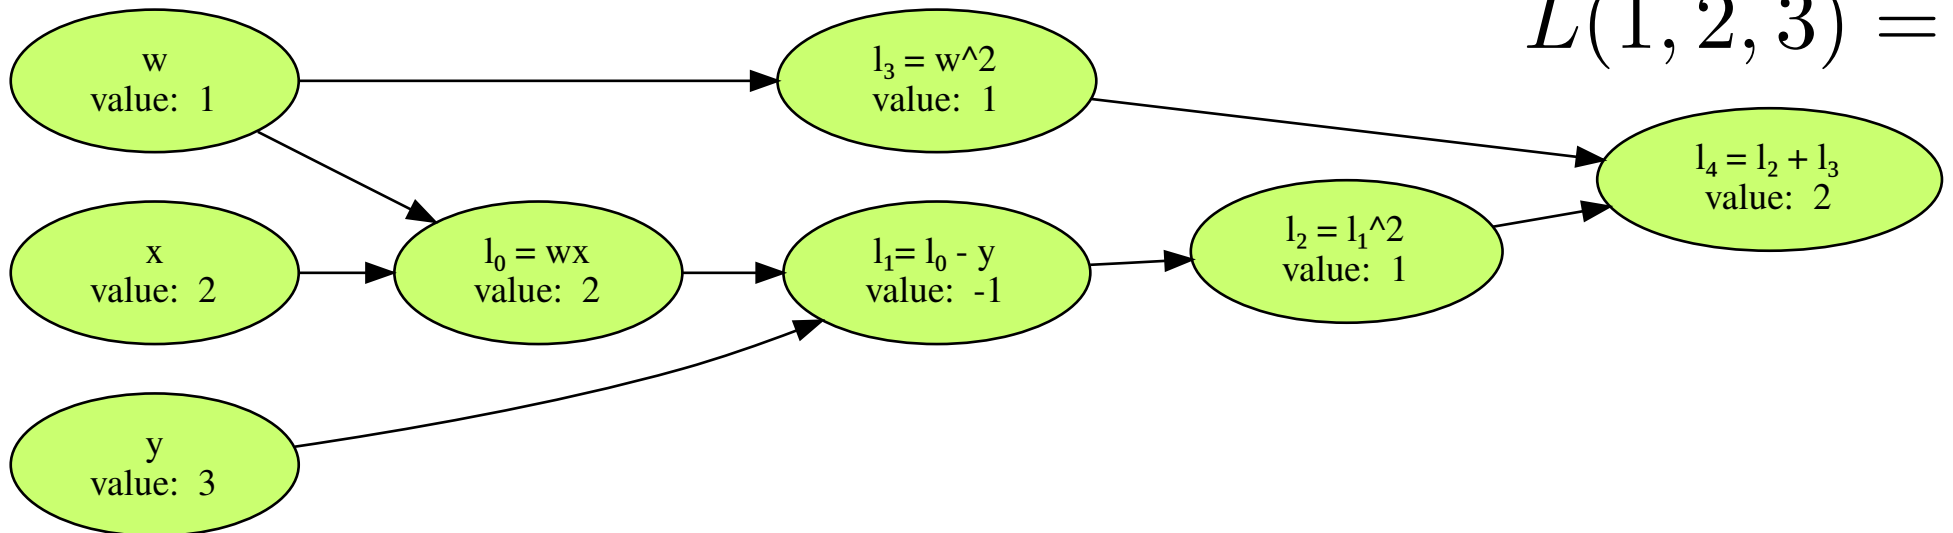 L(1, 2, 3) =
w
value: 1
l₃ = w^2
value: 1
l₄ = l₂ + l₃
value: 2
x
value: 2
l₀ = wx
value: 2
l₁= l₀ - y
value: -1
l₂ = l₁^2
value: 1
y
value: 3